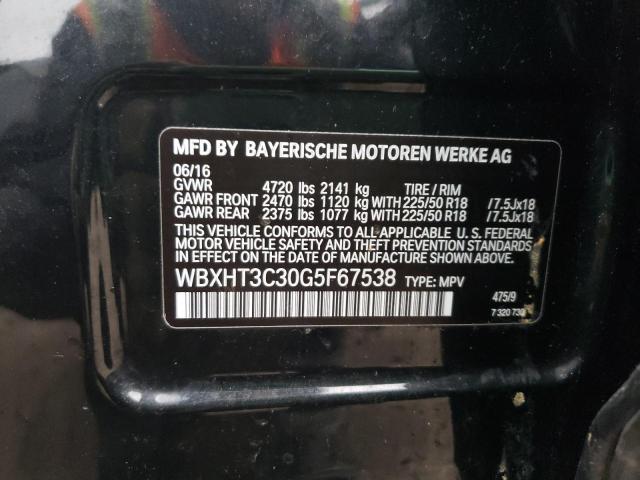 MFD BY BAYERISCHE MOTOREN WERKE AG
06/16
GVWR 4720 lbs 2141 kg TIRE / RIM
GAWR FRONT 2470 lbs 1120 kg WITH 225/50 R18 /7.5Jx18
GAWR REAR 2375 lbs 1077 kg WITH 225/50 R18 /7.5Jx18
THIS VEHICLE CONFORMS TO ALL APPLICABLE U. S. FEDERAL
MOTOR VEHICLE SAFETY AND THEFT PREVENTION STANDARDS
IN EFFECT ON THE DATE OF MANUFACTURE SHOWN ABOVE.
WBXHT3C30G5F67538 TYPE: MPV
475/9
7 320 730